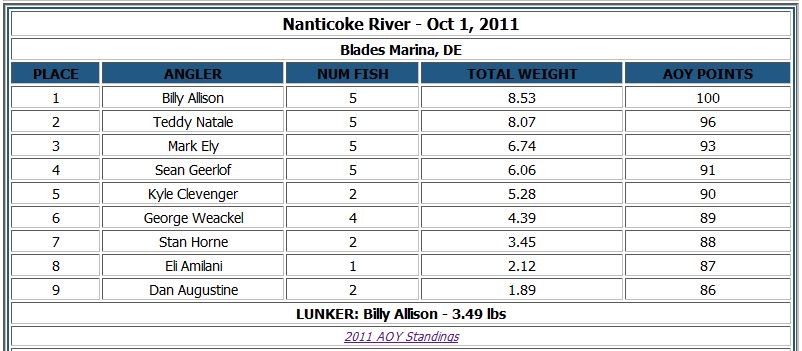 Nanticoke River - Oct 1, 2011
Blades Marina, DE
PLACE ANGLER NUM FISH TOTAL WEIGHT AOY POINTS
1 Billy Allison 5 8.53 100
2 Teddy Natale 5 8.07 96
3 Mark Ely 5 6.74 93
4 Sean Geerlof 5 6.06 91
5 Kyle Clevenger 2 5.28 90
6 George Weackel 4 4.39 89
7 Stan Horne 2 3.45 88
8 Eli Amilani 1 2.12 87
9 Dan Augustine 2 1.89 86
LUNKER: Billy Allison - 3.49 lbs
2011 AOY Standings